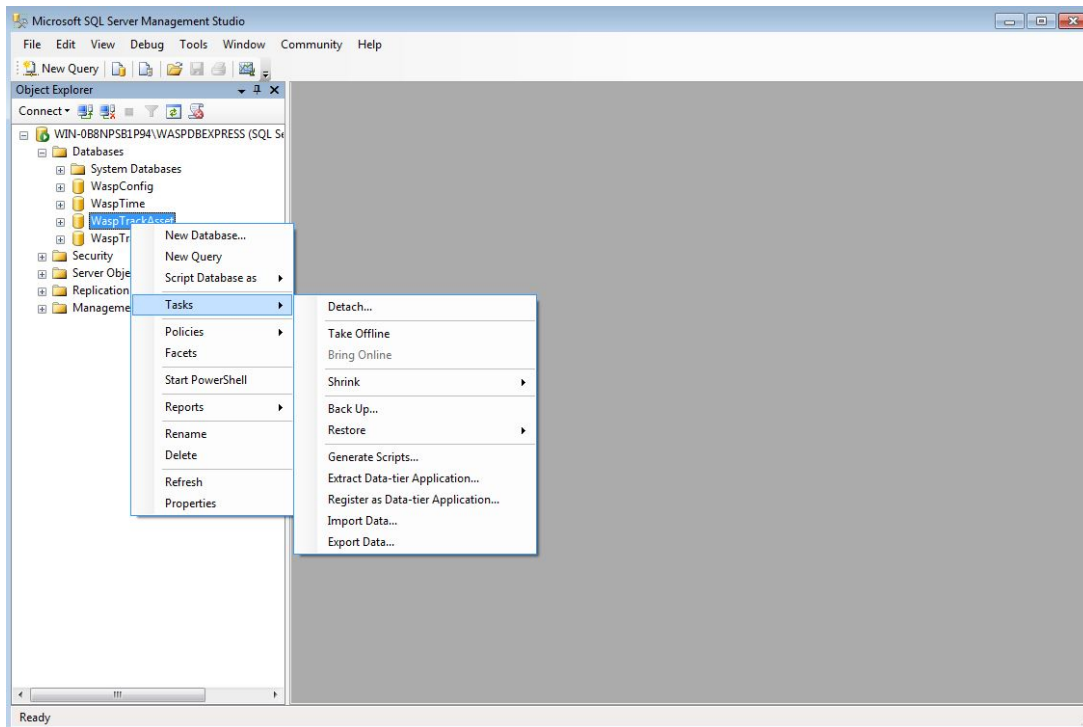 Microsoft SQL Server Management Studio
File Edit View Debug Tools Window Community Help
New Query
Object Explorer
Connect
WIN-0B8NPSB1P94\WASPDBEXPRESS (SQL Se
Databases
System Databases
WaspConfig
WaspTime
WaspTrackAsset
WaspTr
Security
Server Obje
Replication
Manageme
New Database...
New Query
Script Database as
Tasks
Policies
Facets
Start PowerShell
Reports
Rename
Delete
Refresh
Properties
Detach...
Take Offline
Bring Online
Shrink
Back Up...
Restore
Generate Scripts...
Extract Data-tier Application...
Register as Data-tier Application...
Import Data...
Export Data...
Ready